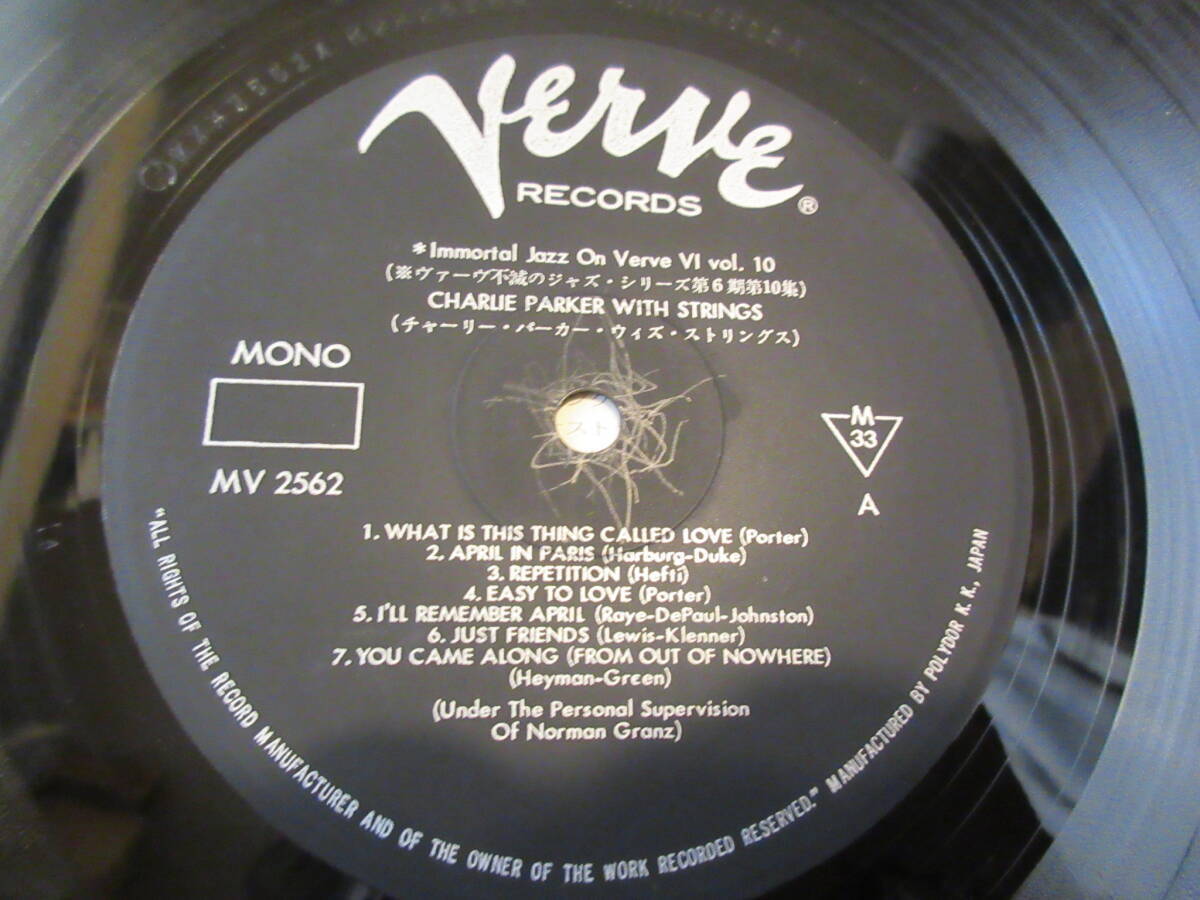 Verve
RECORDS ®
*Immortal Jazz On Verve VI vol. 10
(※ヴァーヴ不滅のジャズ・シリーズ第6期第10集)
CHARLIE PARKER WITH STRINGS
(チャーリー・パーカー・ウィズ・ストリングス)
MONO
MV 2562
M
33
A
スト
1. WHAT IS THIS THING CALLED LOVE (Porter)
2. APRIL IN PARIS (Harburg-Duke)
3. REPETITION (Hefti)
4. EASY TO LOVE (Porter)
5. I'LL REMEMBER APRIL (Raye-DePaul-Johnston)
6. JUST FRIENDS (Lewis-Klenner)
7. YOU CAME ALONG (FROM OUT OF NOWHERE)
(Heyman-Green)
(Under The Personal Supervision
Of Norman Granz)
"ALL RIGHTS OF THE RECORD MANUFACTURER AND OF THE OWNER OF THE WORK RECORDED RESERVED." MANUFACTURED BY POLYDOR K. K., JAPAN